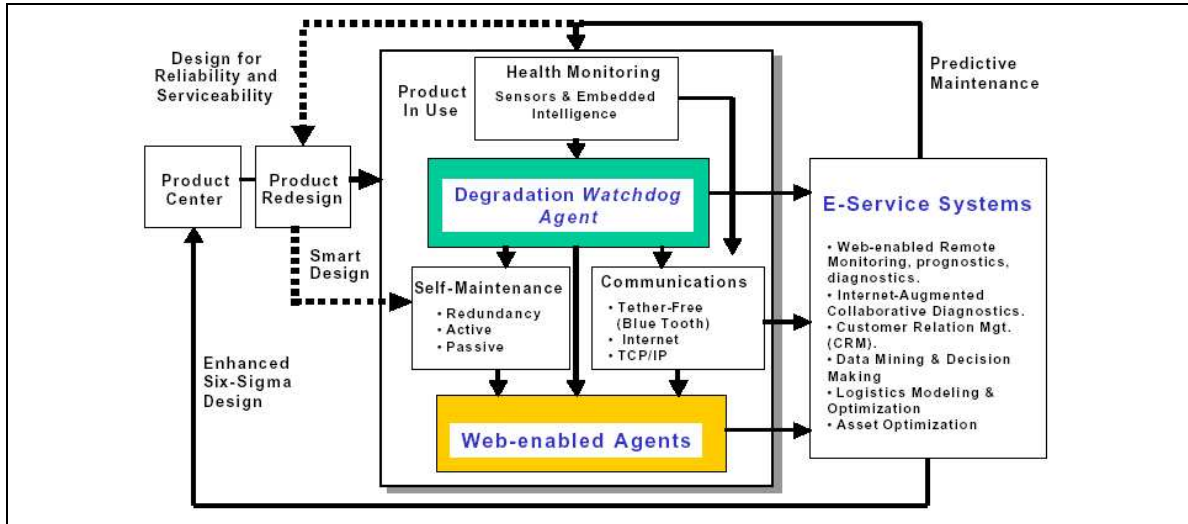 Design for
Reliability and
Serviceability
Product
In Use
Health Monitoring
Sensors & Embedded
Intelligence
Predictive
Maintenance
Product
Center
Product
Redesign
Degradation Watchdog
Agent
E-Service Systems
• Web-enabled Remote
Monitoring, prognostics,
diagnostics.
• Internet-Augmented
Collaborative Diagnostics.
• Customer Relation Mgt.
(CRM).
• Data Mining & Decision
Making
• Logistics Modeling &
Optimization
• Asset Optimization
Smart
Design
Self-Maintenance
• Redundancy
• Active
• Passive
Communications
• Tether-Free
(Blue Tooth)
• Internet
• TCP/IP
Enhanced
Six-Sigma
Design
Web-enabled Agents